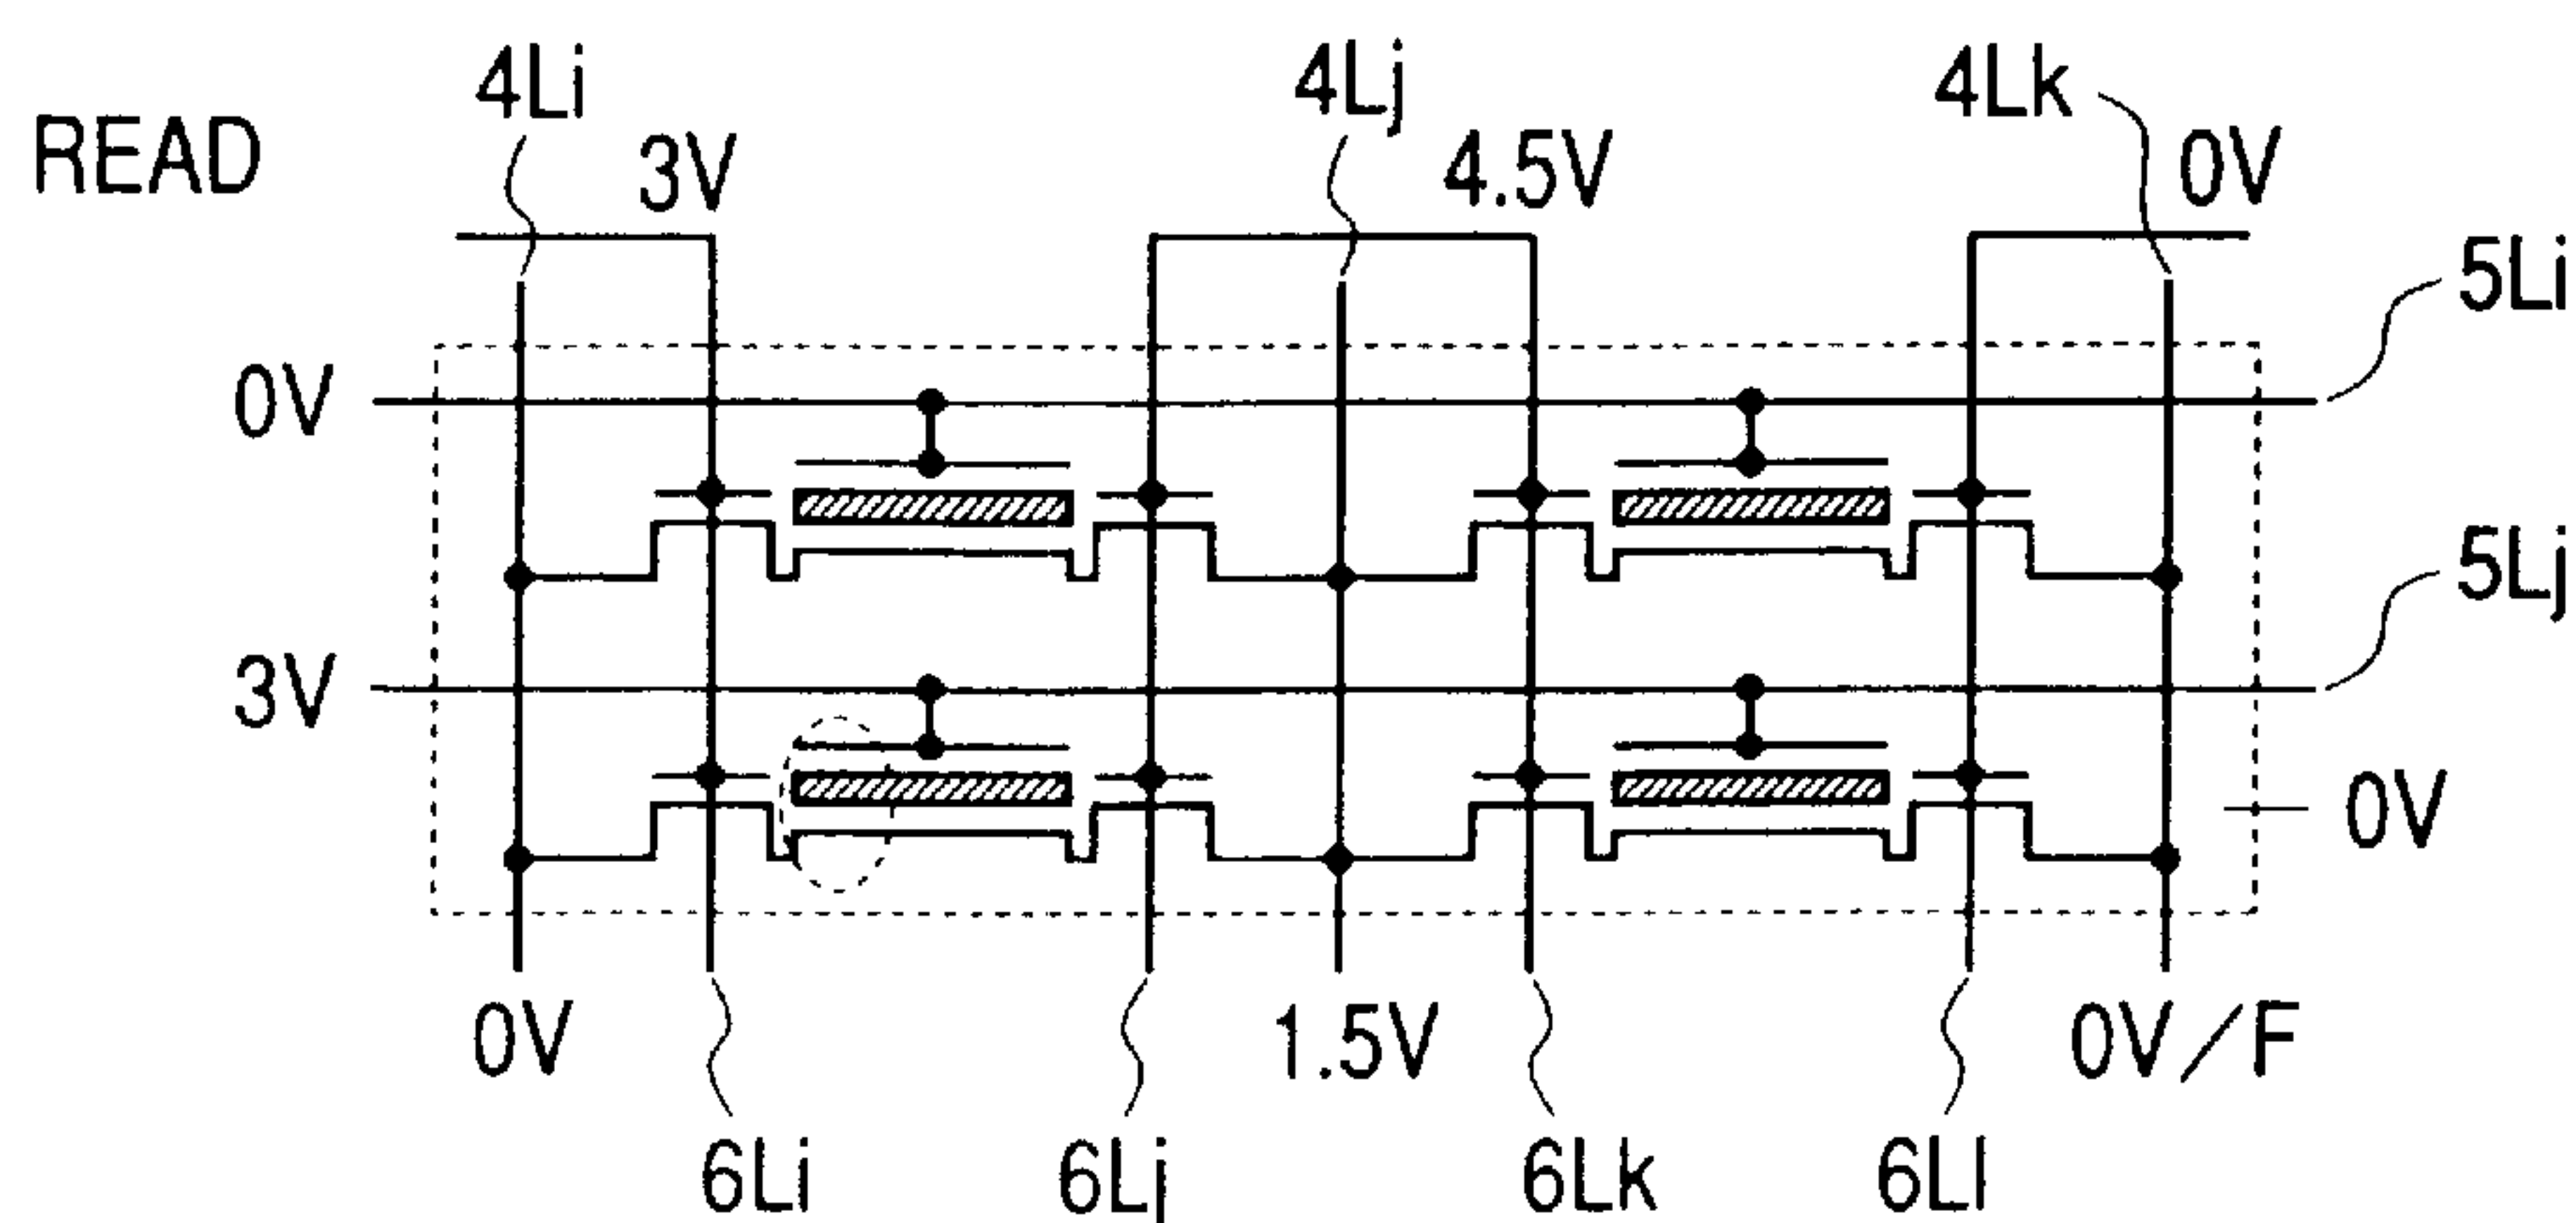 4Li 4Lj 4Lk
READ 3V 4.5V 0V
5Li
0V
5Lj
3V
0V
0V 1.5V 0V/F
6Li 6Lj 6Lk 6Ll